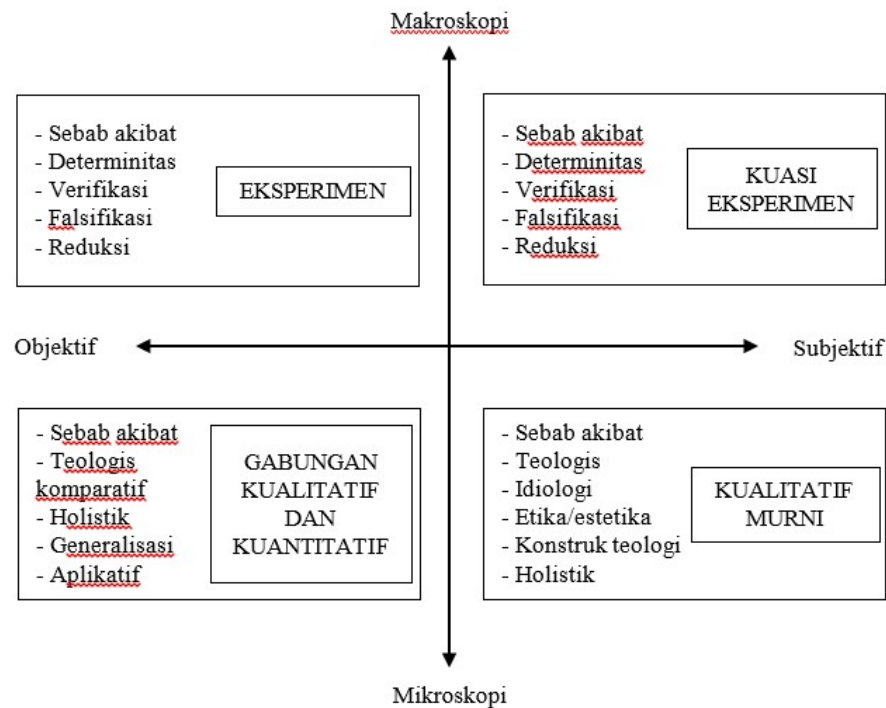 Makroskopi
- Sebab akibat
- Determinitas
- Verifikasi
- Falsifikasi
- Reduksi
EKSPERIMEN
- Sebab akibat
- Determinitas
- Verifikasi
- Falsifikasi
- Reduksi
KUASI
EKSPERIMEN
Objektif
Subjektif
- Sebab akibat
- Teologis
komparatif
- Holistik
- Generalisasi
- Aplikatif
GABUNGAN
KUALITATIF
DAN
KUANTITATIF
- Sebab akibat
- Teologis
- Idiologi
- Etika/estetika
- Konstruk teologi
- Holistik
KUALITATIF
MURNI
Mikroskopi